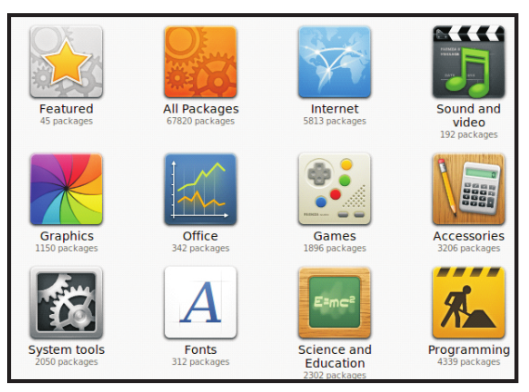 Featured
45 packages
All Packages
67820 packages
Internet
5813 packages
Sound and
video
192 packages
Graphics
1150 packages
Office
342 packages
Games
1896 packages
Accessories
3206 packages
System tools
2050 packages
A
Fonts
312 packages
E=mc²
Science and
Education
2302 packages
Programming
4339 packages